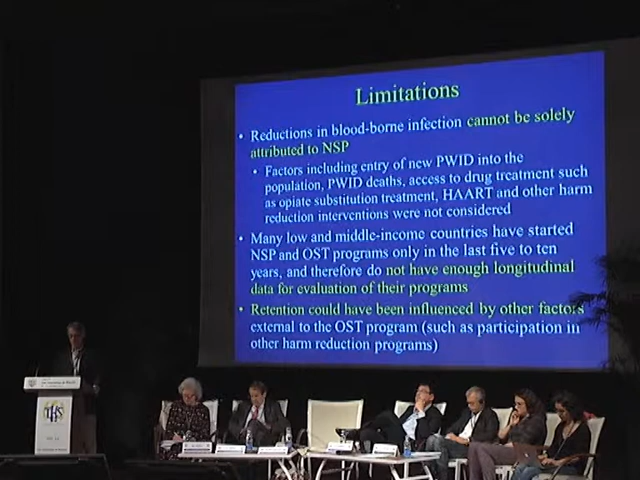 Limitations
• Reductions in blood-borne infection cannot be solely
attributed to NSP
• Factors including entry of new PWID into the
population, PWID deaths, access to drug treatment such
as opiate substitution treatment, HAART and other harm
reduction interventions were not considered
• Many low and middle-income countries have started
NSP and OST programs only in the last five to ten
years, and therefore do not have enough longitudinal
data for evaluation of their programs
• Retention could have been influenced by other factors
external to the OST program (such as participation in
other harm reduction programs)